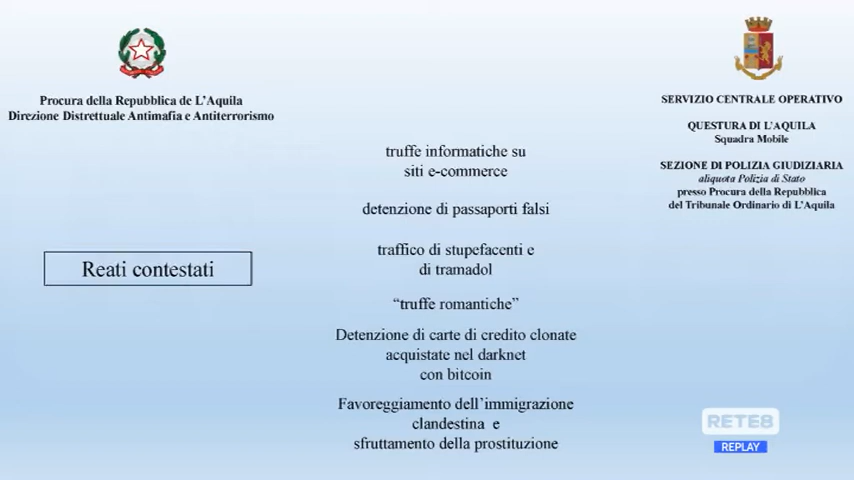 Procura della Repubblica de L'Aquila
Direzione Distrettuale Antimafia e Antiterrorismo
SERVIZIO CENTRALE OPERATIVO
QUESTURA DI L'AQUILA
Squadra Mobile
SEZIONE DI POLIZIA GIUDIZIARIA
aliquota Polizia di Stato
presso Procura della Repubblica
del Tribunale Ordinario di L'Aquila
Reati contestati
truffe informatiche su
siti e-commerce
detenzione di passaporti falsi
traffico di stupefacenti e
di tramadol
“truffe romantiche”
Detenzione di carte di credito clonate
acquistate nel darknet
con bitcoin
Favoreggiamento dell'immigrazione
clandestina e
sfruttamento della prostituzione
RETE8
REPLAY